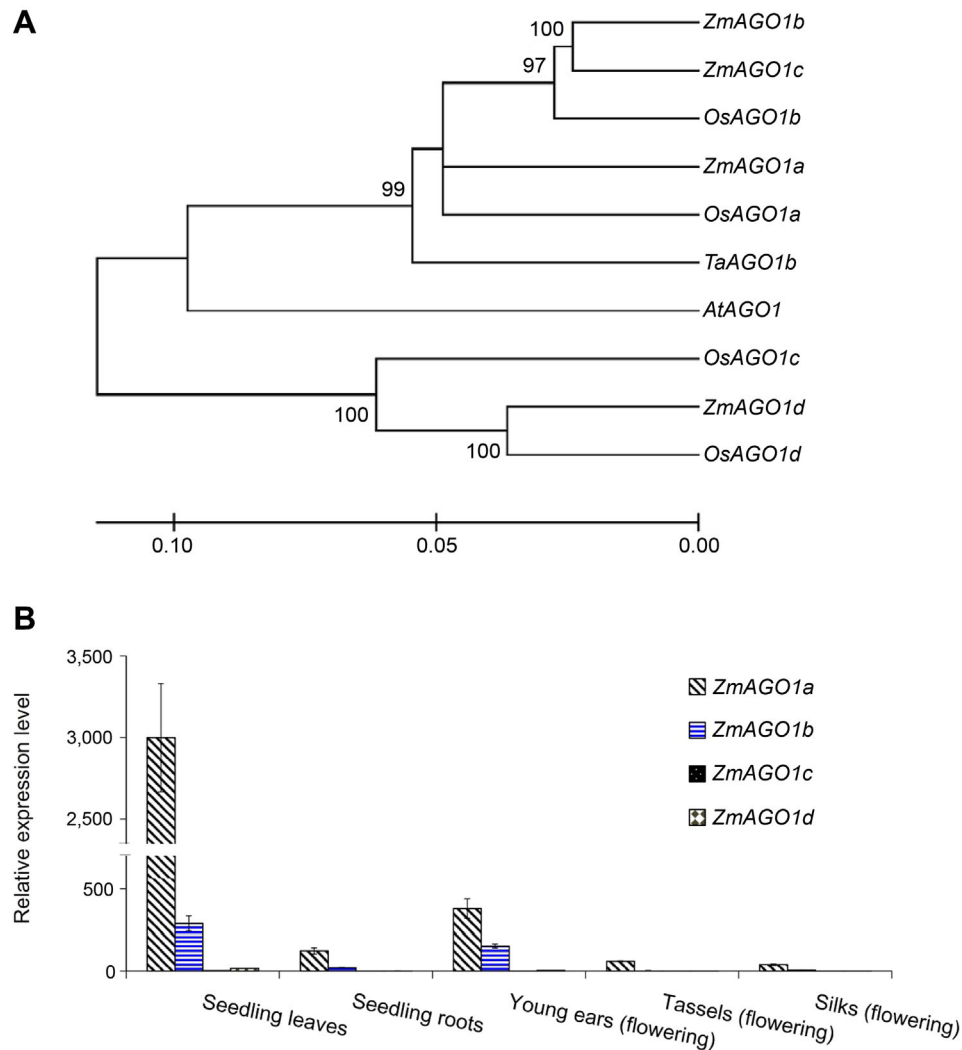 A
100
ZmAGO1b
97
ZmAGO1c
OsAGO1b
ZmAGO1a
99
OsAGO1a
TaAGO1b
AtAGO1
OsAGO1c
100
ZmAGO1d
100
OsAGO1d
0.10 0.05 0.00
B
Relative expression level
3,500
3,000
2,500
500
0
ZmAGO1a
ZmAGO1b
ZmAGO1c
ZmAGO1d
Seedling leaves
Seedling roots
Young ears (flowering)
Tassels (flowering)
Silks (flowering)